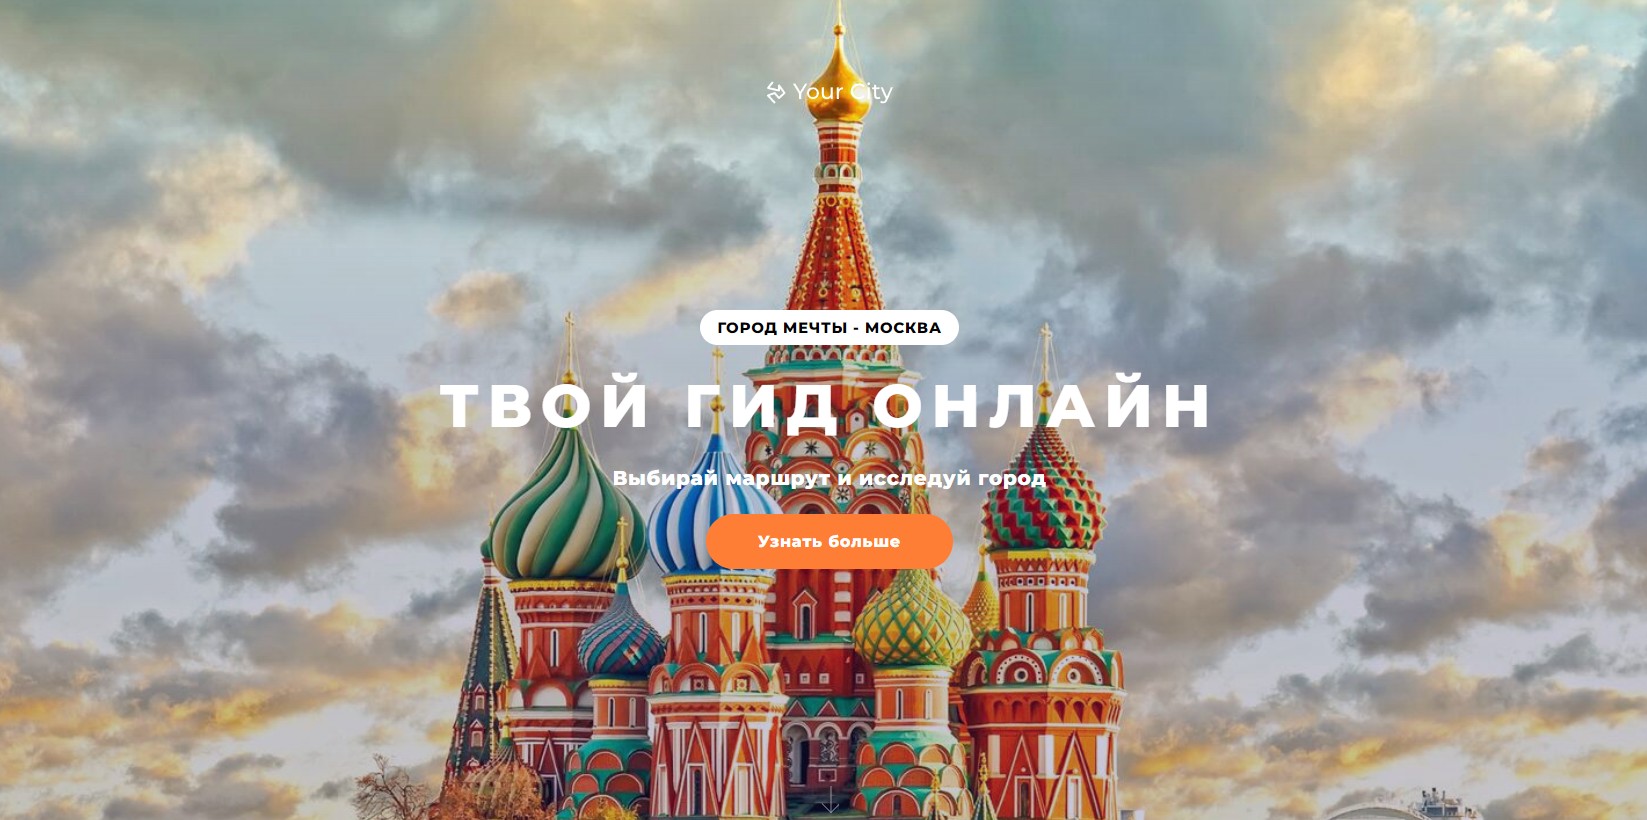 Your City
ГОРОД МЕЧТЫ - МОСКВА
ТВОЙ ГИД ОНЛАЙН
Выбирай маршрут и исследуй город
Узнать больше